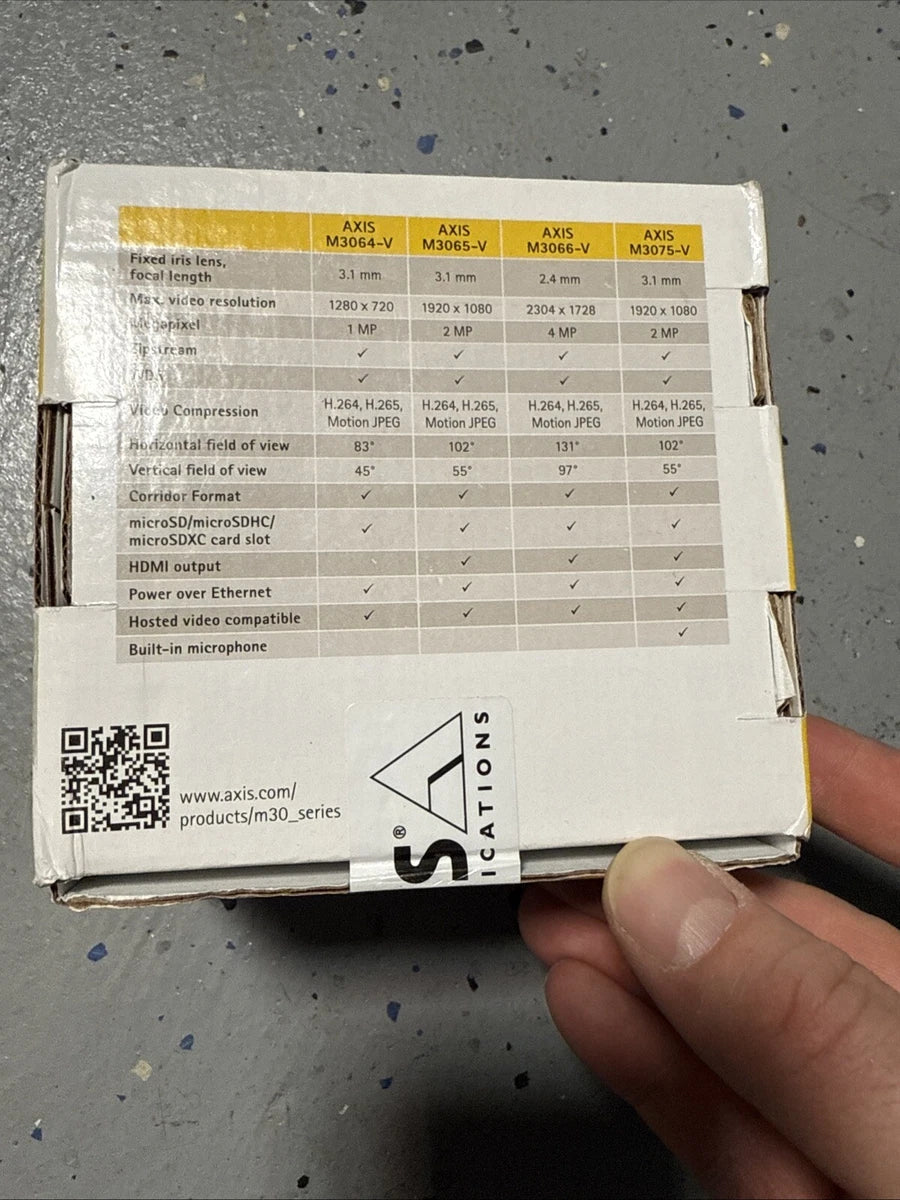 AXIS M3064-V AXIS M3065-V AXIS M3066-V AXIS M3075-V
Fixed iris lens,
focal length 3.1 mm 3.1 mm 2.4 mm 3.1 mm
Max. video resolution 1280 x 720 1920 x 1080 2304 x 1728 1920 x 1080
Megapixel 1 MP 2 MP 4 MP 2 MP
Zipstream ✓ ✓ ✓ ✓
✓ ✓ ✓ ✓
Video Compression H.264, H.265, Motion JPEG H.264, H.265, Motion JPEG H.264, H.265, Motion JPEG H.264, H.265, Motion JPEG
Horizontal field of view 83° 102° 131° 102°
Vertical field of view 45° 55° 97° 55°
Corridor Format ✓ ✓ ✓ ✓
microSD/microSDHC/
microSDXC card slot ✓ ✓ ✓ ✓
HDMI output ✓ ✓ ✓
Power over Ethernet ✓ ✓ ✓ ✓
Hosted video compatible ✓ ✓ ✓ ✓
Built-in microphone ✓
www.axis.com/
products/m30_series
S®
ICATIONS